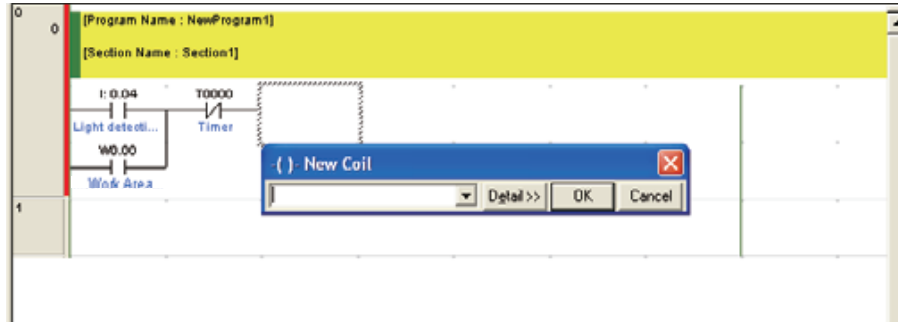 0
0
[Program Name : NewProgram1]
[Section Name : Section1]
I: 0.04
T0000
Light detecti...
Timer
W0.00
Work Area
-( )- New Coil
Detail >>
OK
Cancel
1